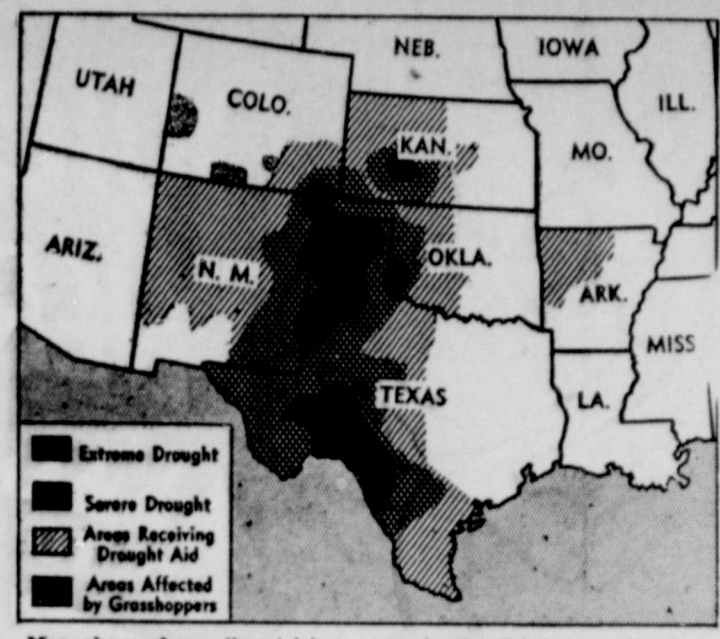 NEB.
IOWA
UTAH
COLO.
ILL.
KAN.
MO.
ARIZ.
N. M.
OKLA.
ARK.
MISS
TEXAS
LA.
Extreme Drought
Severe Drought
Areas Receiving
Drought Aid
Areas Affected
by Grasshoppers